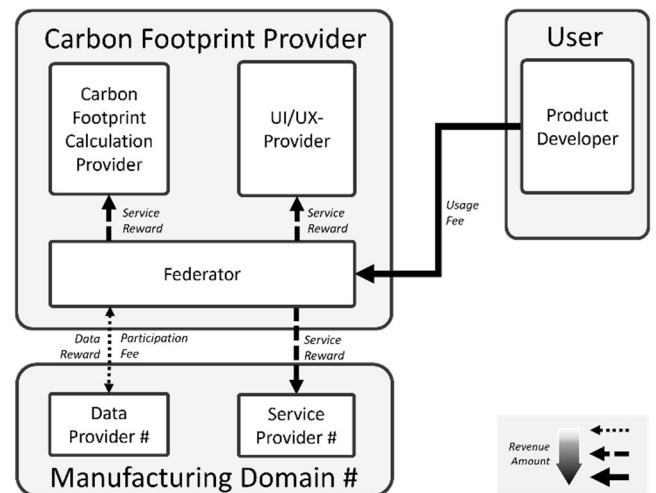 Carbon Footprint Provider
User
Carbon
Footprint
Calculation
Provider
UI/UX-
Provider
Product
Developer
Service
Reward
Service
Reward
Usage
Fee
Federator
Data
Reward
Participation
Fee
Service
Reward
Data
Provider #
Service
Provider #
Manufacturing Domain #
Revenue
Amount